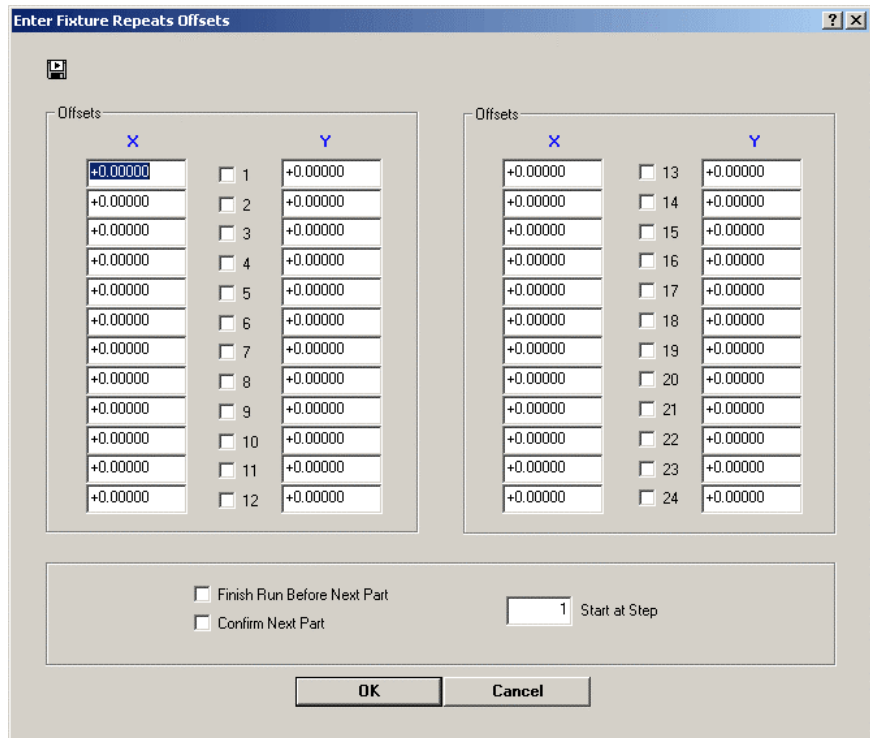 Enter Fixture Repeats Offsets
Offsets
X Y
+0.00000 1 +0.00000
+0.00000 2 +0.00000
+0.00000 3 +0.00000
+0.00000 4 +0.00000
+0.00000 5 +0.00000
+0.00000 6 +0.00000
+0.00000 7 +0.00000
+0.00000 8 +0.00000
+0.00000 9 +0.00000
+0.00000 10 +0.00000
+0.00000 11 +0.00000
+0.00000 12 +0.00000
Offsets
X Y
+0.00000 13 +0.00000
+0.00000 14 +0.00000
+0.00000 15 +0.00000
+0.00000 16 +0.00000
+0.00000 17 +0.00000
+0.00000 18 +0.00000
+0.00000 19 +0.00000
+0.00000 20 +0.00000
+0.00000 21 +0.00000
+0.00000 22 +0.00000
+0.00000 23 +0.00000
+0.00000 24 +0.00000
Finish Run Before Next Part
Confirm Next Part
1 Start at Step
OK Cancel